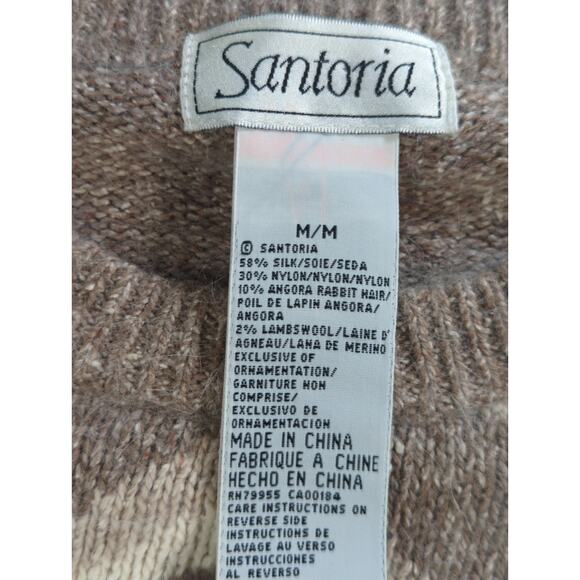 Santoria
M/M
© SANTORIA
58% SILK/SOIE/SEDA
30% NYLON/NYLON/NYLON
10% ANGORA RABBIT HAIR/
POIL DE LAPIN ANGORA/
ANGORA
2% LAMBSWOOL/LAINE D'
AGNEAU/LANA DE MERINO
EXCLUSIVE OF
ORNAMENTATION/
GARNITURE NON
COMPRISE/
EXCLUSIVO DE
ORNAMENTACION
MADE IN CHINA
FABRIQUE A CHINE
HECHO EN CHINA
RN79955 CA00184
CARE INSTRUCTIONS ON
REVERSE SIDE
INSTRUCTIONS DE
LAVAGE AU VERSO
INSTRUCCIONES
AL REVERSO